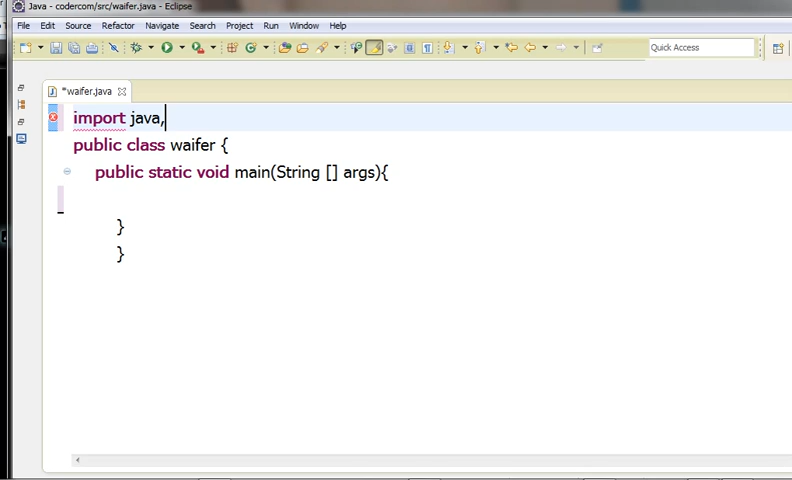 Java - codercom/src/waifer.java - Eclipse
File Edit Source Refactor Navigate Search Project Run Window Help
Quick Access
*waifer.java
import java,
public class waifer {
public static void main(String [] args){
}
}